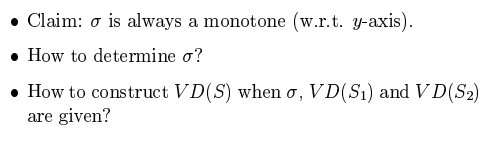 • Claim: σ is always a monotone (w.r.t. y-axis).
• How to determine σ?
• How to construct VD(S) when σ, VD(S₁) and VD(S₂)
are given?